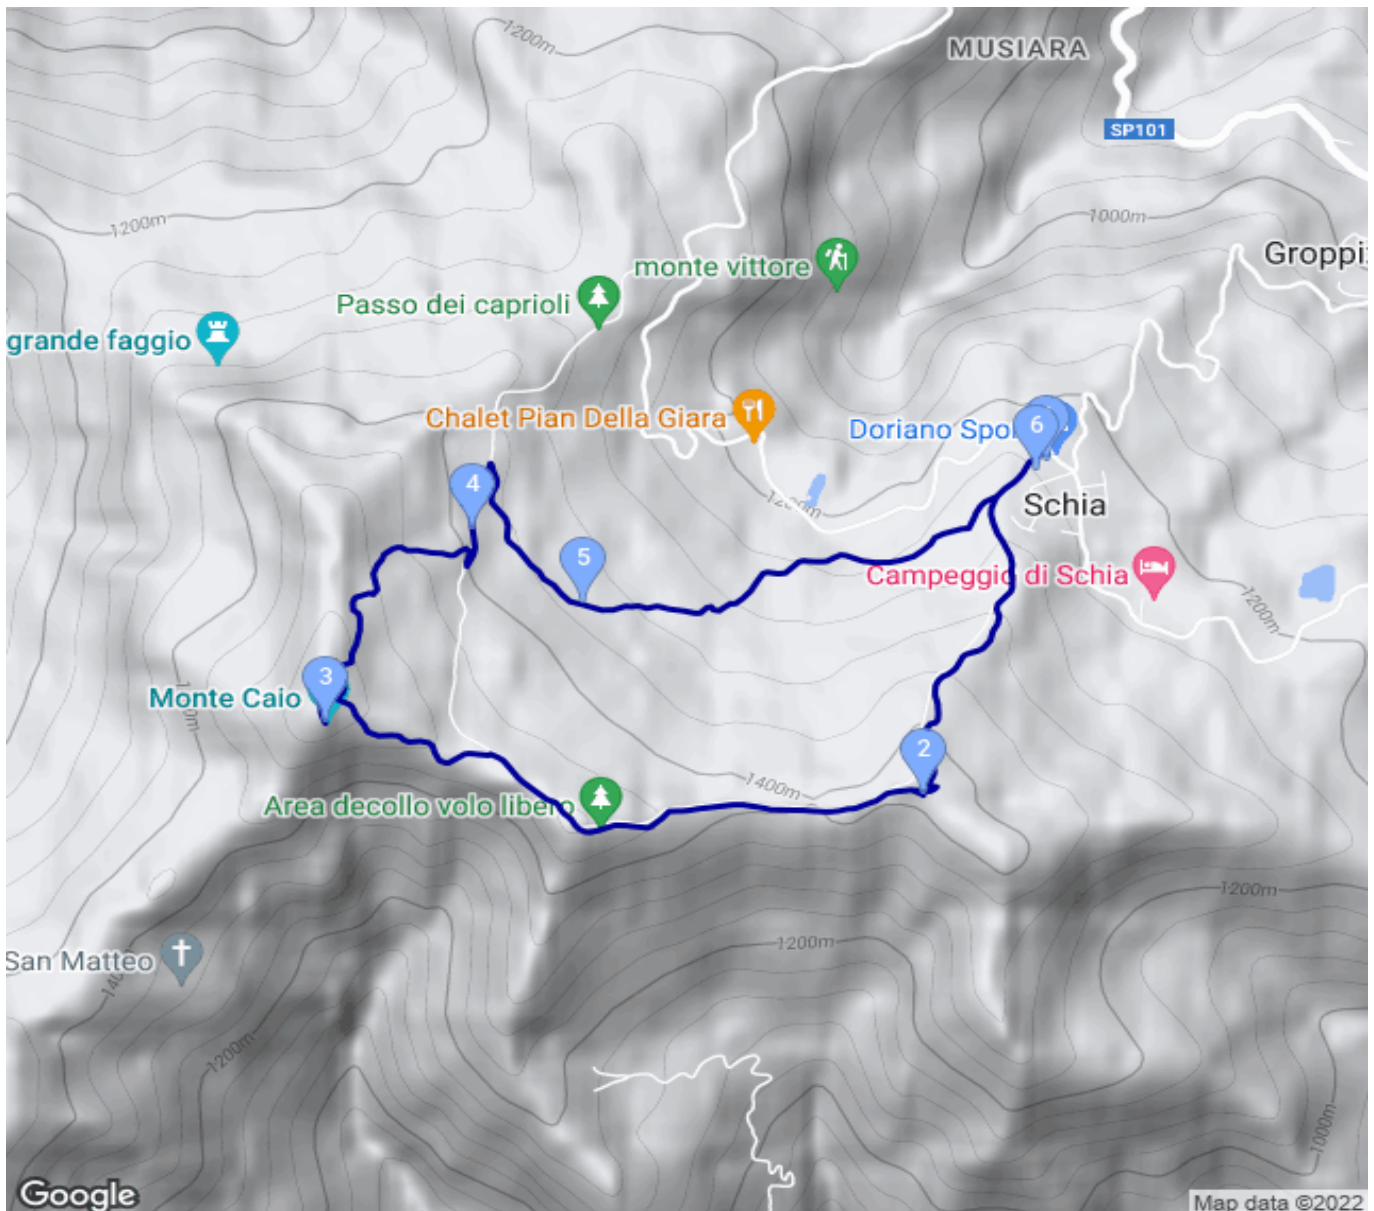 1200m
MUSIARA
SP101
1200m
1000m
Groppi
monte vittore
Passo dei caprioli
grande faggio
Chalet Pian Della Giara
Doriano Spo
6
4
Schia
5
Campeggio di Schia
1200m
3
Monte Caio
2
1400m
Area decollo volo libero
1200m
1200m
San Matteo
1200m
1000m
Google
Map data ©2022